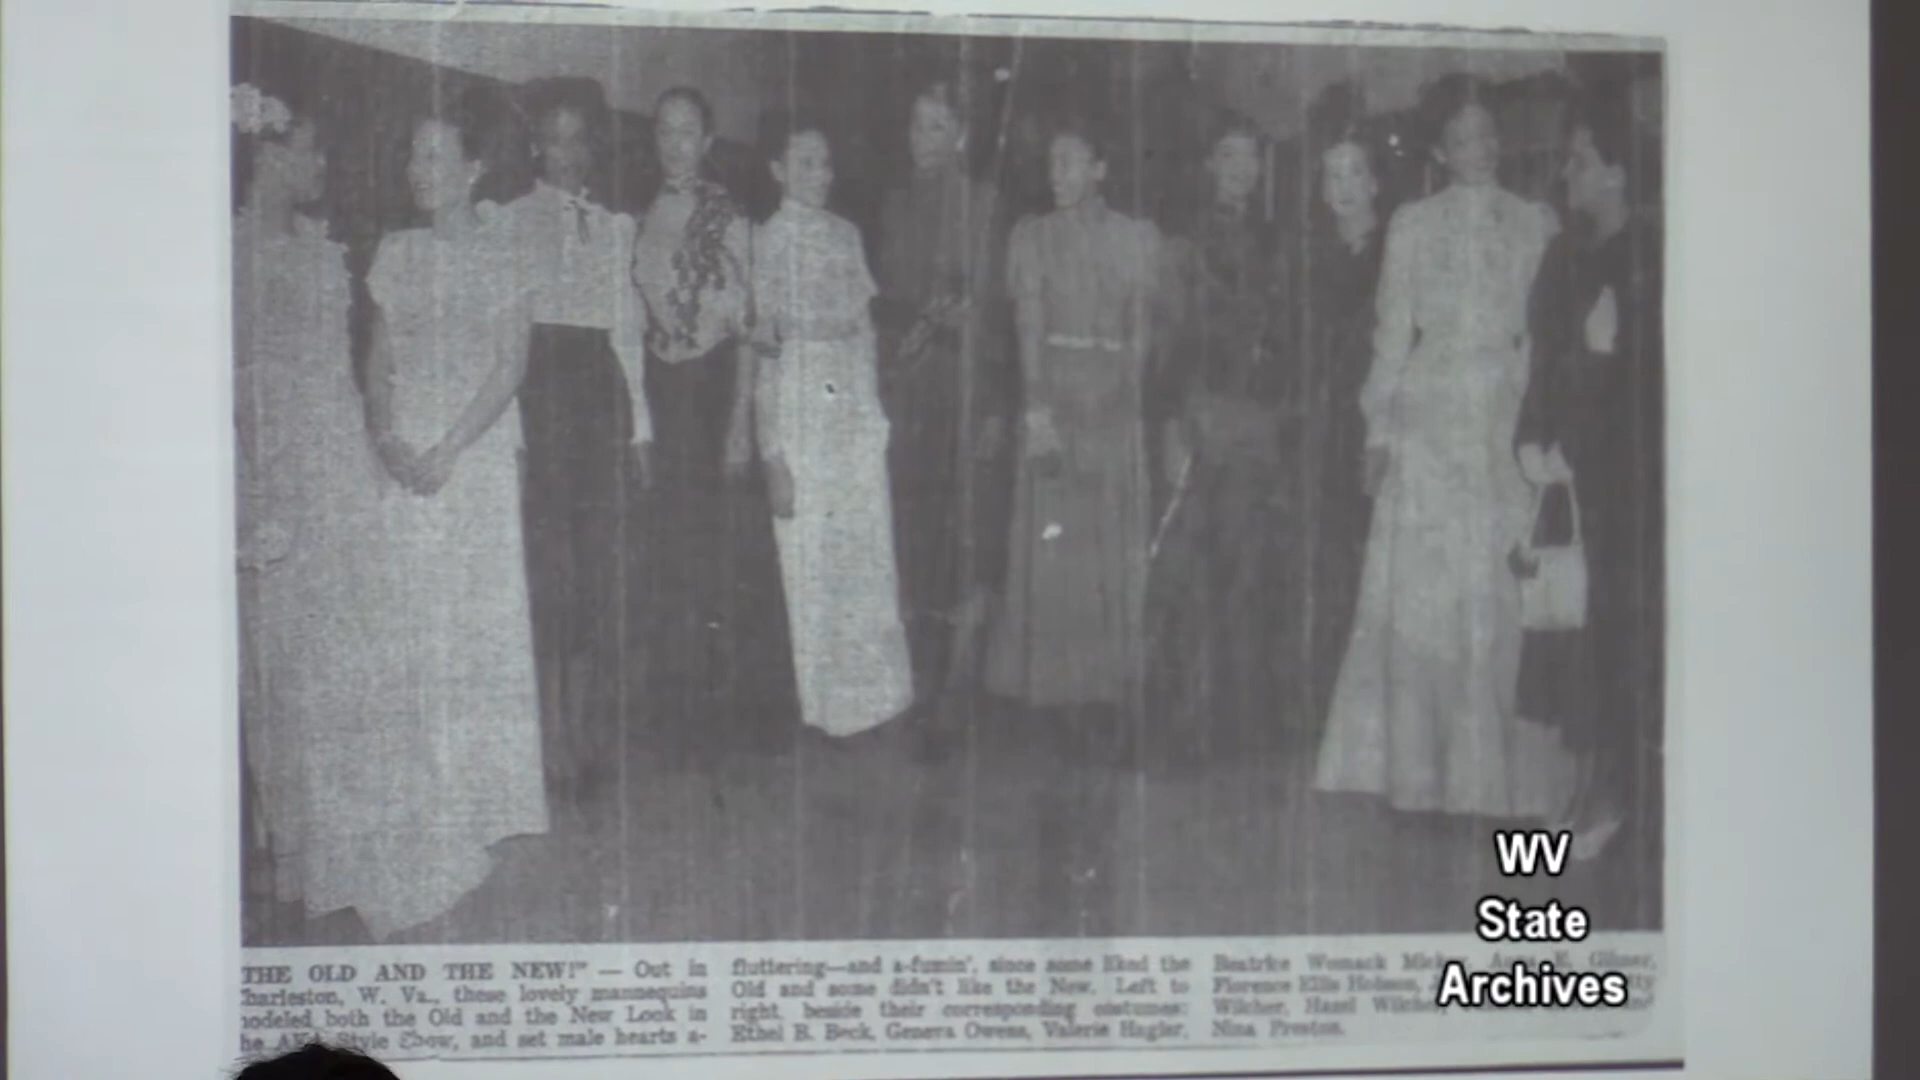 THE OLD AND THE NEW!" — Out in
Charleston, W. Va., these lovely mannequins
modeled both the Old and the New Look in
he AKA Style Show, and set male hearts a-
fluttering—and a-fumin', since some liked the
Old and some didn't like the New. Left to
right, beside their corresponding costumes:
Ethel B. Beck, Geneva Owens, Valerie Hagler,
Beatrice Womack
Florence Ellis
Wilcher, Hazel
Nina Preston.
WV
State
Archives